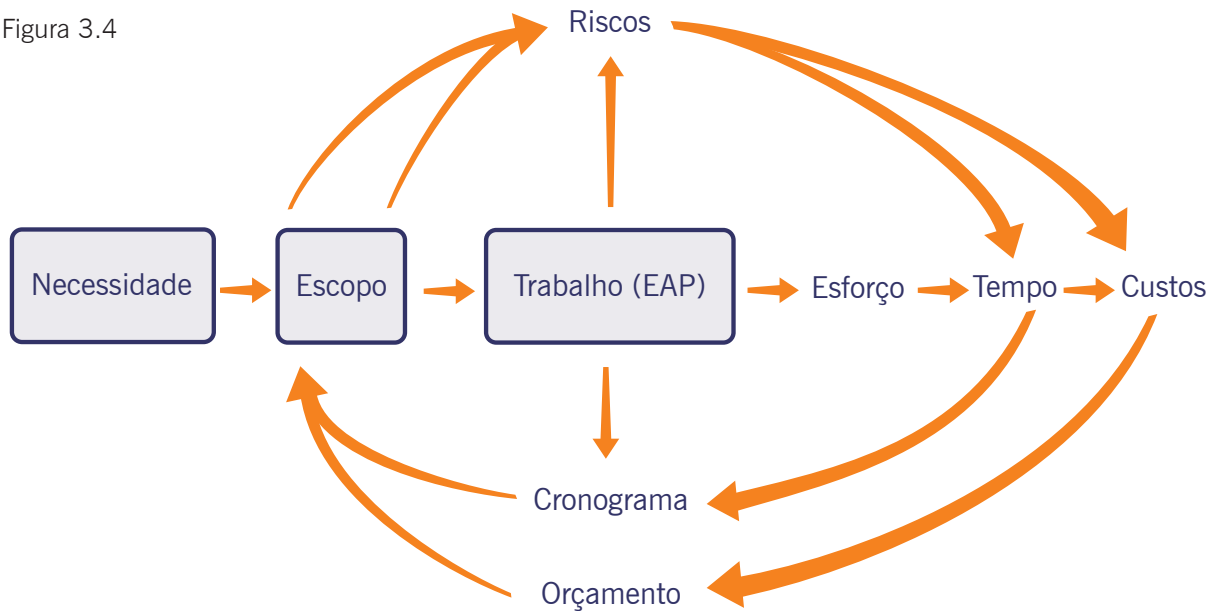 Figura 3.4
Riscos
Necessidade
Escopo
Trabalho (EAP)
Esforço
Tempo
Custos
Cronograma
Orçamento